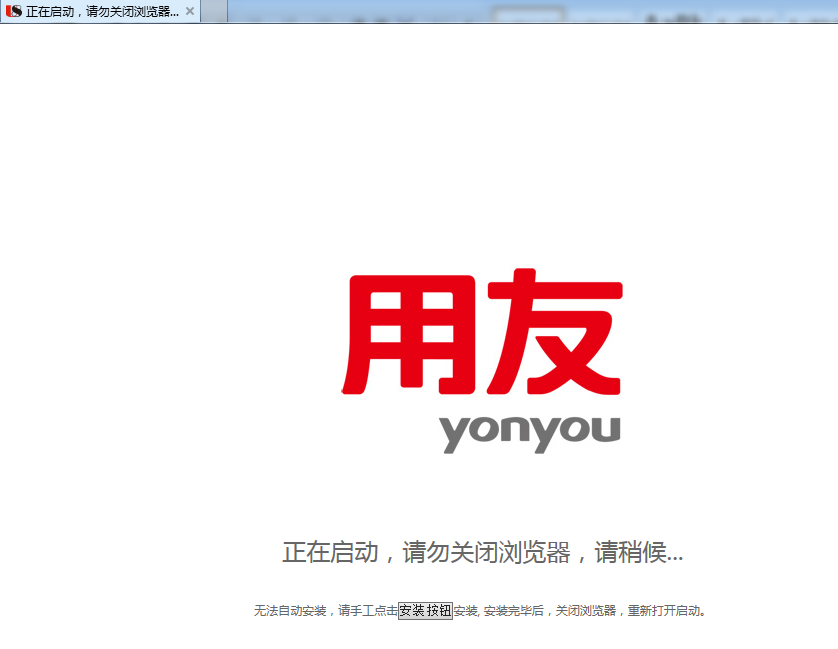 正在启动，请勿关闭浏览器...
用友
yonyou
正在启动，请勿关闭浏览器，请稍候...
无法自动安装，请手工点击安装按钮安装, 安装完毕后，关闭浏览器，重新打开启动。